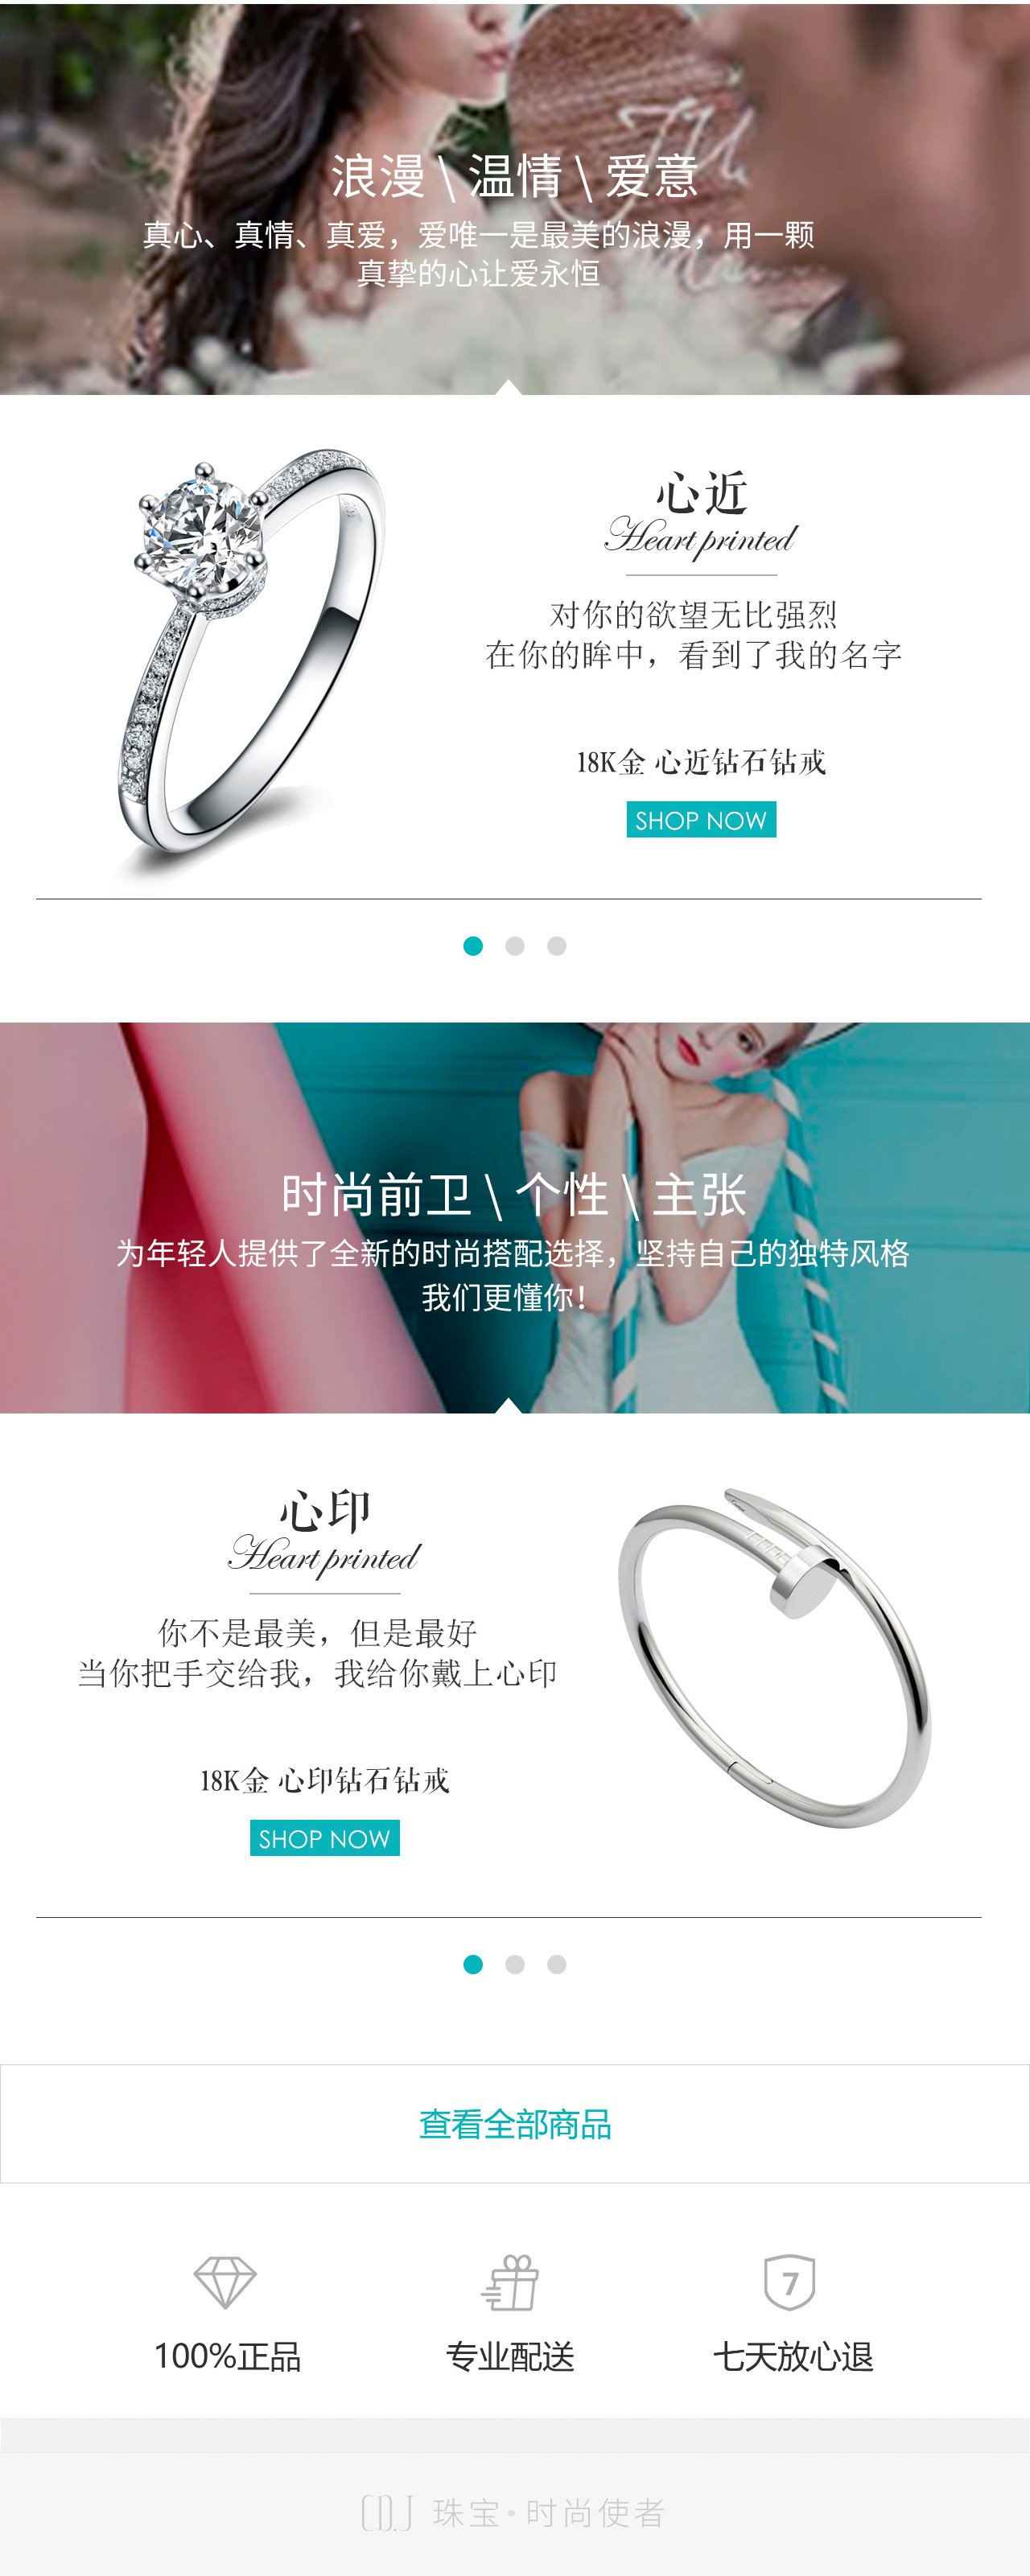 浪漫 \ 温情 \ 爱意
真心、真情、真爱，爱唯一是最美的浪漫，用一颗
真挚的心让爱永恒
心近
Heart printed
对你的欲望无比强烈
在你的眸中，看到了我的名字
18K金 心近钻石钻戒
SHOP NOW
时尚前卫 \ 个性 \ 主张
为年轻人提供了全新的时尚搭配选择，坚持自己的独特风格
我们更懂你！
心印
Heart printed
你不是最美，但是最好
当你把手交给我，我给你戴上心印
18K金 心印钻石钻戒
SHOP NOW
查看全部商品
7
100%正品
专业配送
七天放心退
CDJ 珠宝·时尚使者